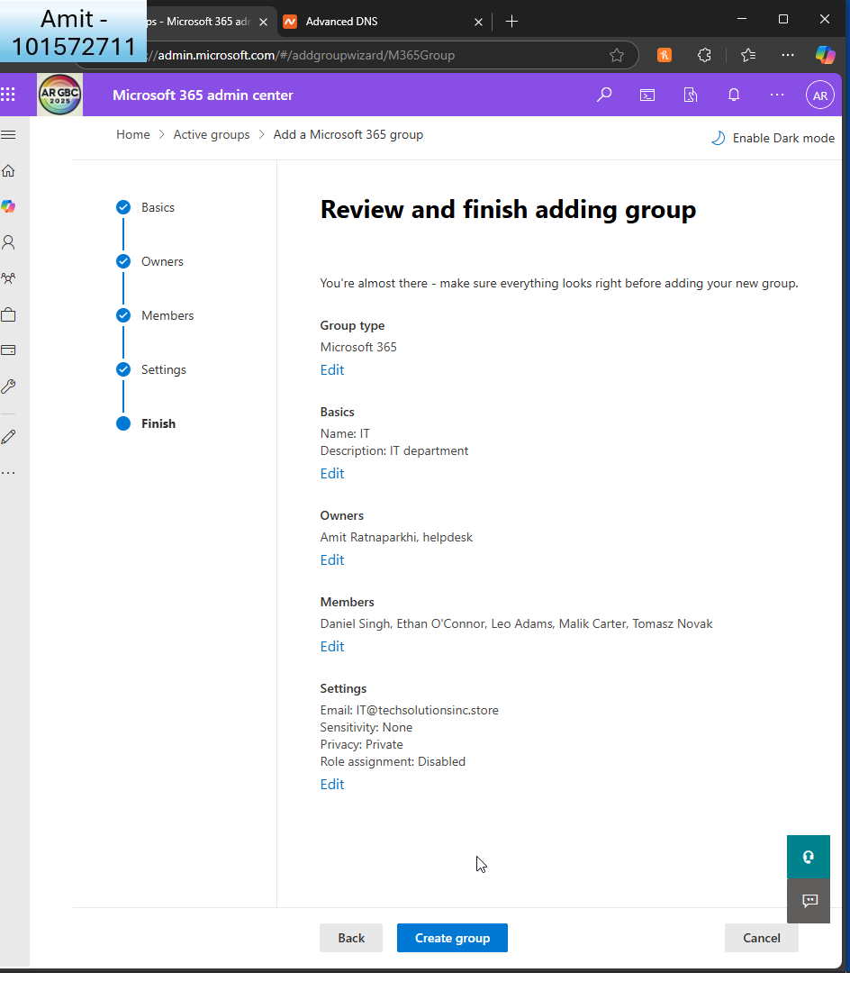 Amit -
101572711
ps - Microsoft 365 adm
Advanced DNS
://admin.microsoft.com/#/addgroupwizard/M365Group
AR GBC
2025
Microsoft 365 admin center
AR
Home > Active groups > Add a Microsoft 365 group
Enable Dark mode
Basics
Owners
Members
Settings
Finish
Review and finish adding group
You're almost there - make sure everything looks right before adding your new group.
Group type
Microsoft 365
Edit
Basics
Name: IT
Description: IT department
Edit
Owners
Amit Ratnaparkhi, helpdesk
Edit
Members
Daniel Singh, Ethan O'Connor, Leo Adams, Malik Carter, Tomasz Novak
Edit
Settings
Email: IT@techsolutionsinc.store
Sensitivity: None
Privacy: Private
Role assignment: Disabled
Edit
Back
Create group
Cancel